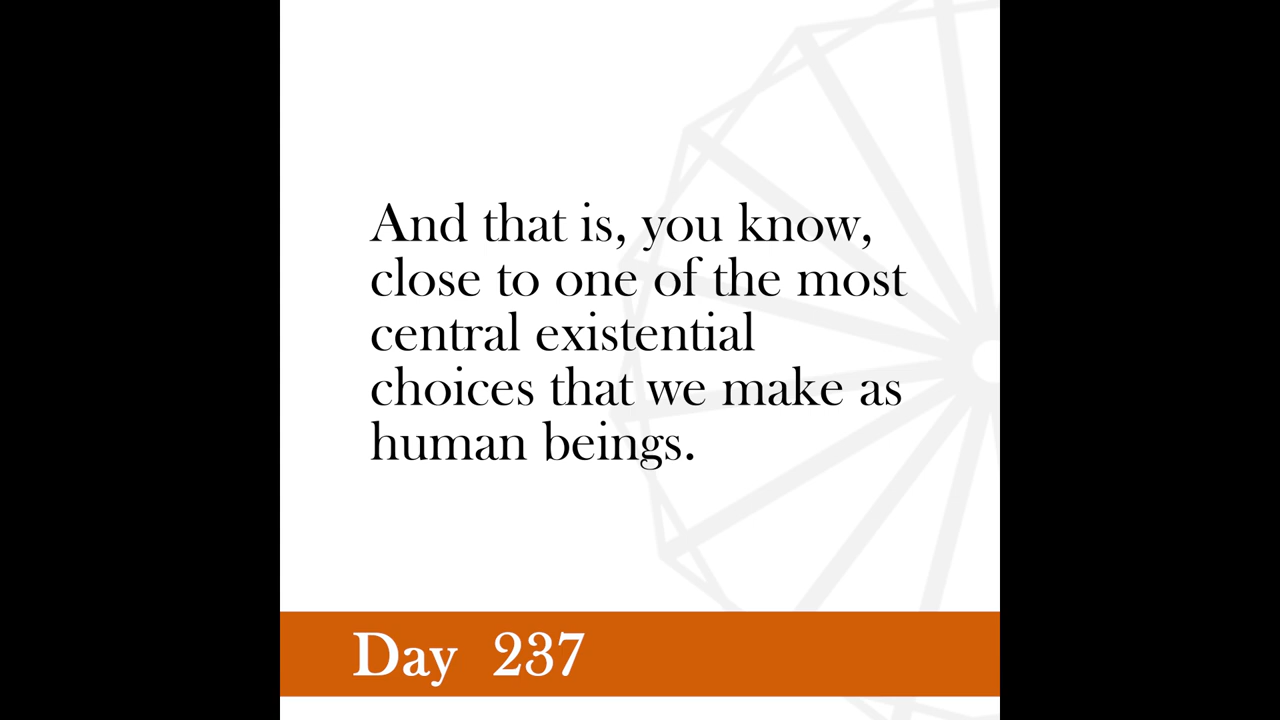 And that is, you know,
close to one of the most
central existential
choices that we make as
human beings.
Day 237